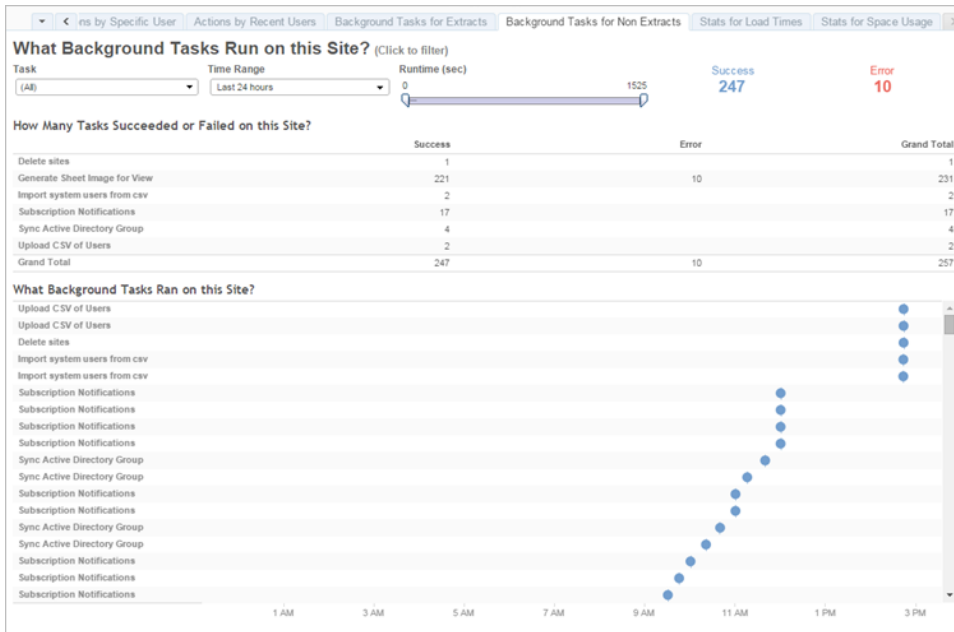 ns by Specific User Actions by Recent Users Background Tasks for Extracts Background Tasks for Non Extracts Stats for Load Times Stats for Space Usage
What Background Tasks Run on this Site? (Click to filter)
Task Time Range Runtime (sec) Success Error
(All) Last 24 hours 0 1525 247 10
How Many Tasks Succeeded or Failed on this Site?
Success Error Grand Total
Delete sites 1 1
Generate Sheet Image for View 221 10 231
Import system users from csv 2 2
Subscription Notifications 17 17
Sync Active Directory Group 4 4
Upload CSV of Users 2 2
Grand Total 247 10 257
What Background Tasks Ran on this Site?
Upload CSV of Users
Upload CSV of Users
Delete sites
Import system users from csv
Import system users from csv
Subscription Notifications
Subscription Notifications
Subscription Notifications
Subscription Notifications
Sync Active Directory Group
Sync Active Directory Group
Subscription Notifications
Subscription Notifications
Sync Active Directory Group
Sync Active Directory Group
Subscription Notifications
Subscription Notifications
Subscription Notifications
1 AM 3 AM 5 AM 7 AM 9 AM 11 AM 1 PM 3 PM